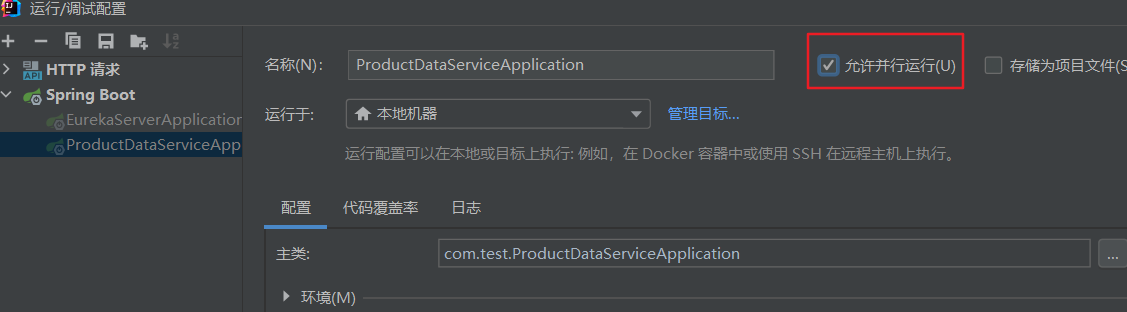 运行/调试配置
HTTP 请求
Spring Boot
EurekaServerApplication
ProductDataServiceApp
名称(N):
ProductDataServiceApplication
允许并行运行(U)
存储为项目文件(S
运行于:
本地机器
管理目标...
运行配置可以在本地或目标上执行: 例如，在 Docker 容器中或使用 SSH 在远程主机上执行。
配置 代码覆盖率 日志
主类:
com.test.ProductDataServiceApplication
...
环境(M)